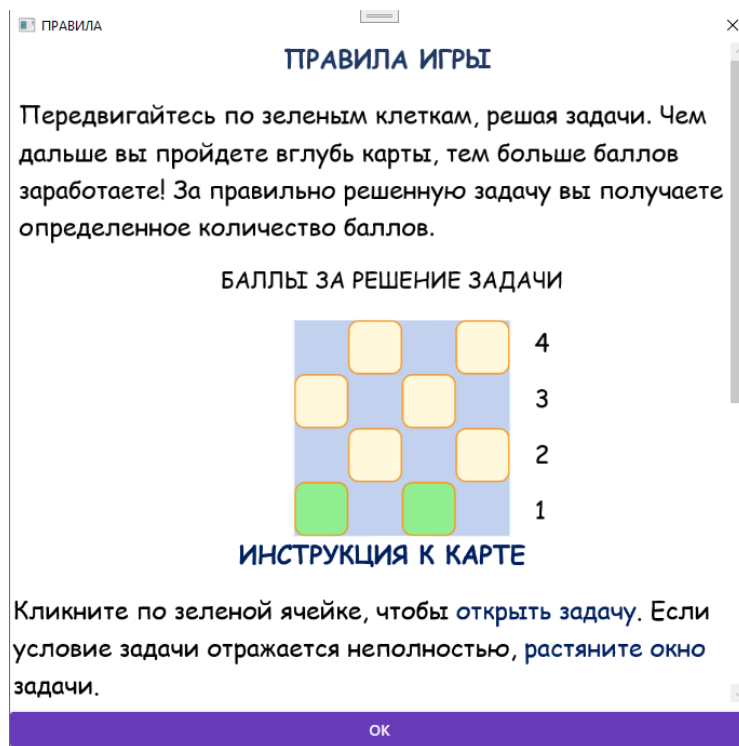 ПРАВИЛА
ПРАВИЛА ИГРЫ
Передвигайтесь по зеленым клеткам, решая задачи. Чем
дальше вы пройдете вглубь карты, тем больше баллов
заработаете! За правильно решенную задачу вы получаете
определенное количество баллов.
БАЛЛЫ ЗА РЕШЕНИЕ ЗАДАЧИ
4
3
2
1
ИНСТРУКЦИЯ К КАРТЕ
Кликните по зеленой ячейке, чтобы открыть задачу. Если
условие задачи отражается неполностью, растяните окно
задачи.
ОК